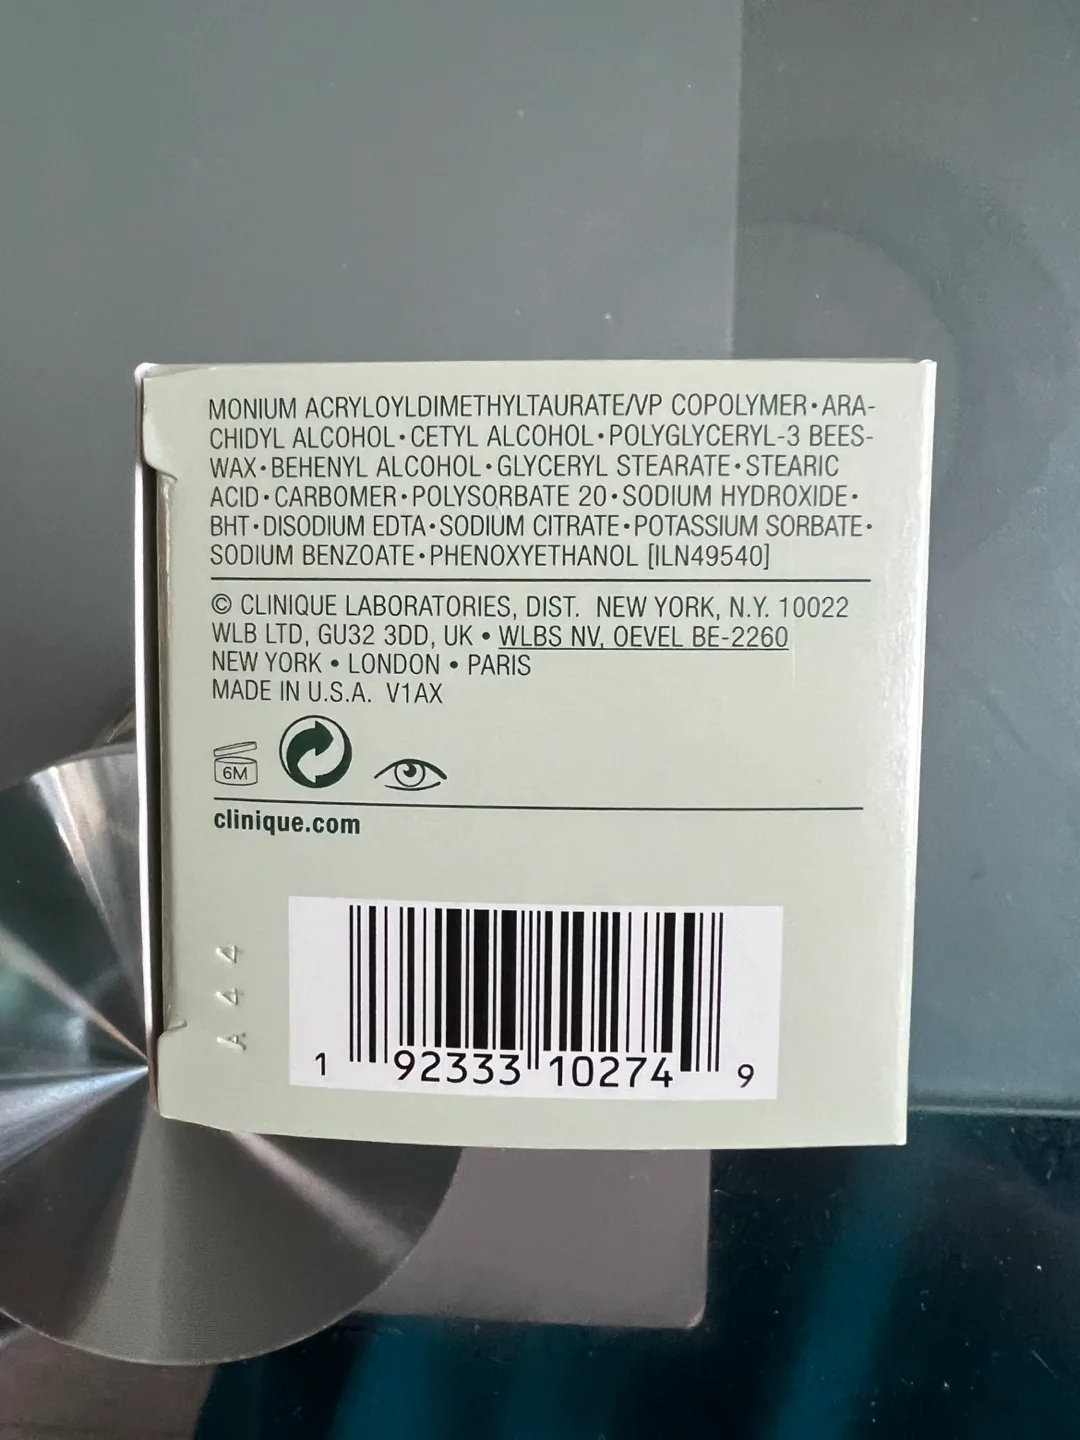 MONIUM ACRYLOYLDIMETHYLTAURATE/VP COPOLYMER•ARA-
CHIDYL ALCOHOL•CETYL ALCOHOL•POLYGLYCERYL-3 BEES-
WAX•BEHENYL ALCOHOL•GLYCERYL STEARATE•STEARIC
ACID•CARBOMER•POLYSORBATE 20•SODIUM HYDROXIDE•
BHT•DISODIUM EDTA•SODIUM CITRATE•POTASSIUM SORBATE•
SODIUM BENZOATE•PHENOXYETHANOL [ILN49540]
© CLINIQUE LABORATORIES, DIST. NEW YORK, N.Y. 10022
WLB LTD, GU32 3DD, UK • WLBS NV, OEVEL BE-2260
NEW YORK • LONDON • PARIS
MADE IN U.S.A. V1AX
6M
clinique.com
A44
1 92333 10274 9